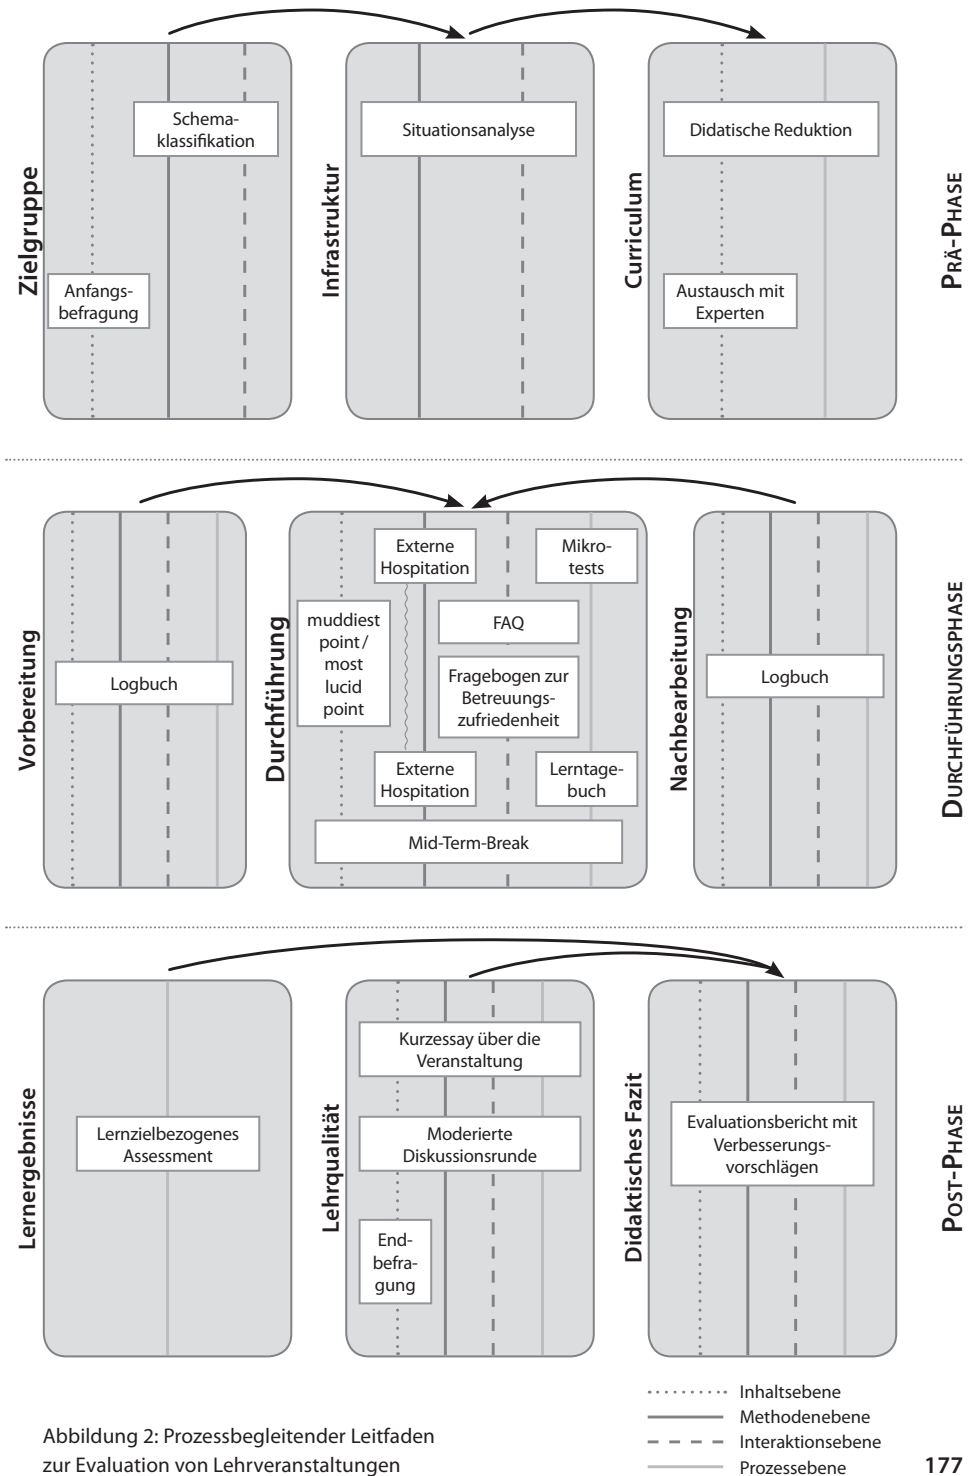 Zielgruppe
Schema-
klassifikation
Anfangs-
befragung
Infrastruktur
Situationsanalyse
Curriculum
Didatische Reduktion
Austausch mit
Experten
PRÄ-PHASE
Vorbereitung
Logbuch
Durchführung
Externe
Hospitation
Mikro-
tests
muddiest
point /
most
lucid
point
FAQ
Fragebogen zur
Betreuungs-
zufriedenheit
Externe
Hospitation
Lerntage-
buch
Mid-Term-Break
Nachbearbeitung
Logbuch
DURCHFÜHRUNGSPHASE
Lernergebnisse
Lernzielbezogenes
Assessment
Lehrqualität
Kurzessay über die
Veranstaltung
Moderierte
Diskussionsrunde
End-
befra-
gung
Didaktisches Fazit
Evaluationsbericht mit
Verbesserungs-
vorschlägen
POST-PHASE
Inhaltsebene
Methodenebene
Interaktionsebene
Prozessebene
Abbildung 2: Prozessbegleitender Leitfaden
zur Evaluation von Lehrveranstaltungen
177